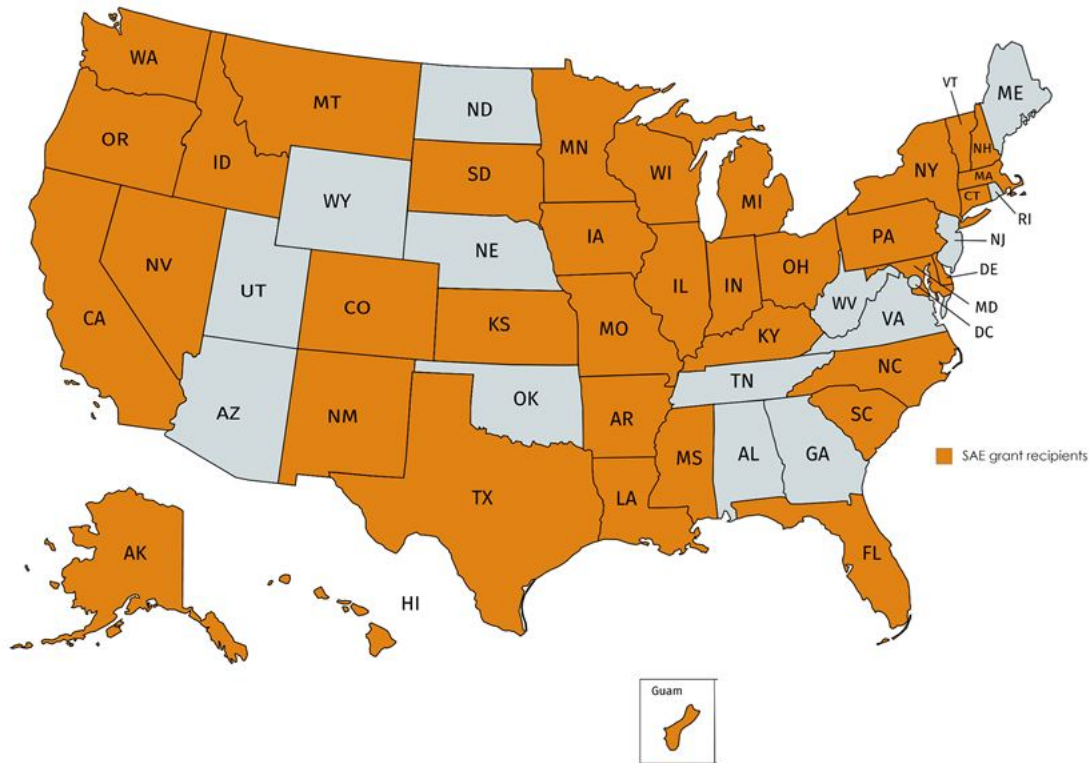 WA
MT
ND
VT
ME
OR
MN
ID
SD
WI
NY
NH
MA
MI
CT
WY
RI
IA
PA
NJ
NE
NV
OH
DE
IL
IN
UT
WV
MD
CO
CA
KS
MO
VA
DC
KY
NC
TN
OK
AZ
NM
AR
SC
MS
AL
GA
SAE grant recipients
TX
LA
AK
FL
HI
Guam